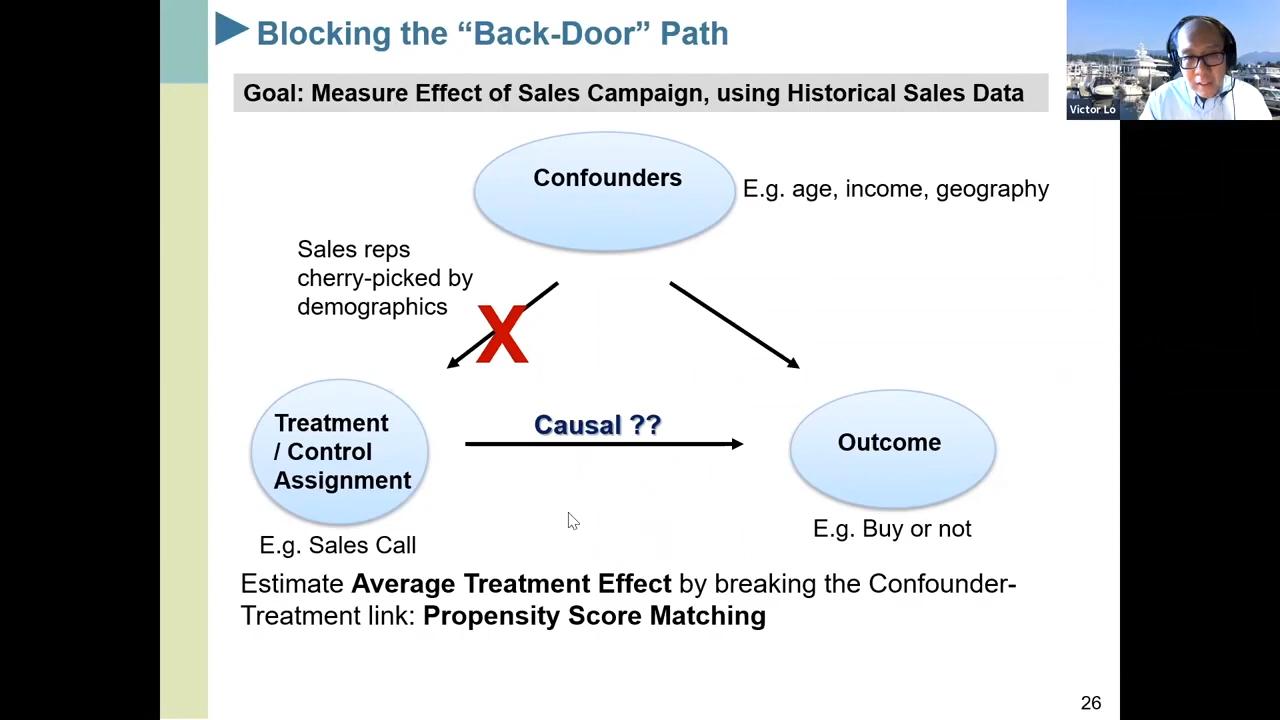 Blocking the “Back-Door” Path
Victor Lo
Goal: Measure Effect of Sales Campaign, using Historical Sales Data
Confounders
E.g. age, income, geography
Sales reps
cherry-picked by
demographics
X
Treatment
/ Control
Assignment
Causal ??
Outcome
E.g. Sales Call
E.g. Buy or not
Estimate Average Treatment Effect by breaking the Confounder-
Treatment link: Propensity Score Matching
26